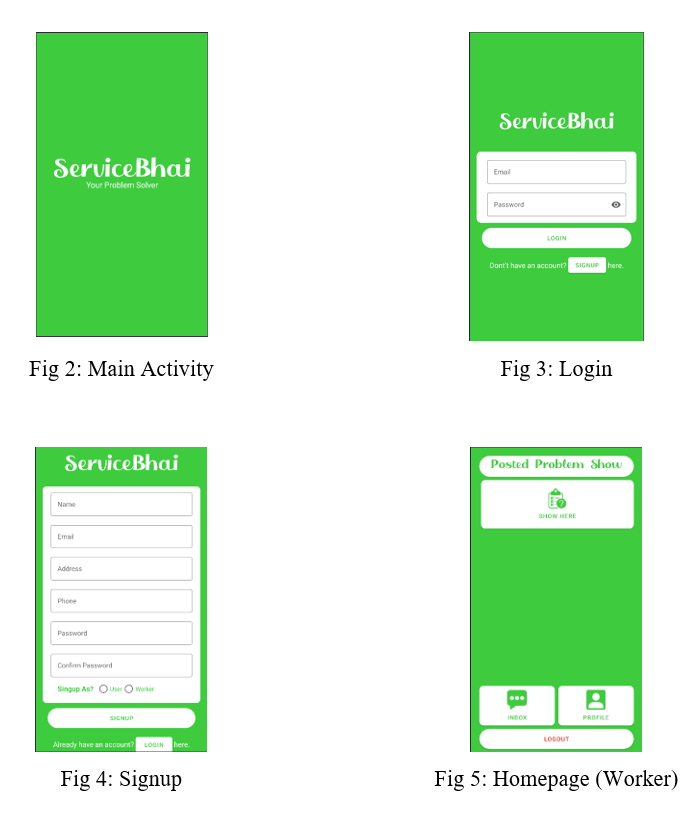 ServiceBhai
Your Problem Solver
Fig 2: Main Activity
ServiceBhai
Email
Password
LOGIN
Dont't have an account? SIGNUP here.
Fig 3: Login
ServiceBhai
Name
Email
Address
Phone
Password
Confirm Password
Singup As? User Worker
SIGNUP
Already have an account? LOGIN here.
Fig 4: Signup
Posted Problem Show
SHOW HERE
INBOX PROFILE
LOGOUT
Fig 5: Homepage (Worker)